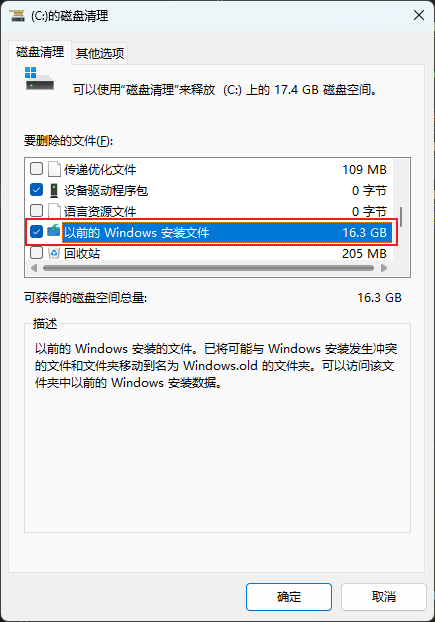 (C:)的磁盘清理
磁盘清理 其他选项
可以使用“磁盘清理”来释放 (C:) 上的 17.4 GB 磁盘空间。
要删除的文件(F):
传递优化文件 109 MB
设备驱动程序包 0 字节
语言资源文件 0 字节
以前的 Windows 安装文件 16.3 GB
回收站 205 MB
可获得的磁盘空间总量: 16.3 GB
描述
以前的 Windows 安装的文件。已将可能与 Windows 安装发生冲突
的文件和文件夹移动到名为 Windows.old 的文件夹。可以访问该文
件夹中以前的 Windows 安装数据。
确定 取消